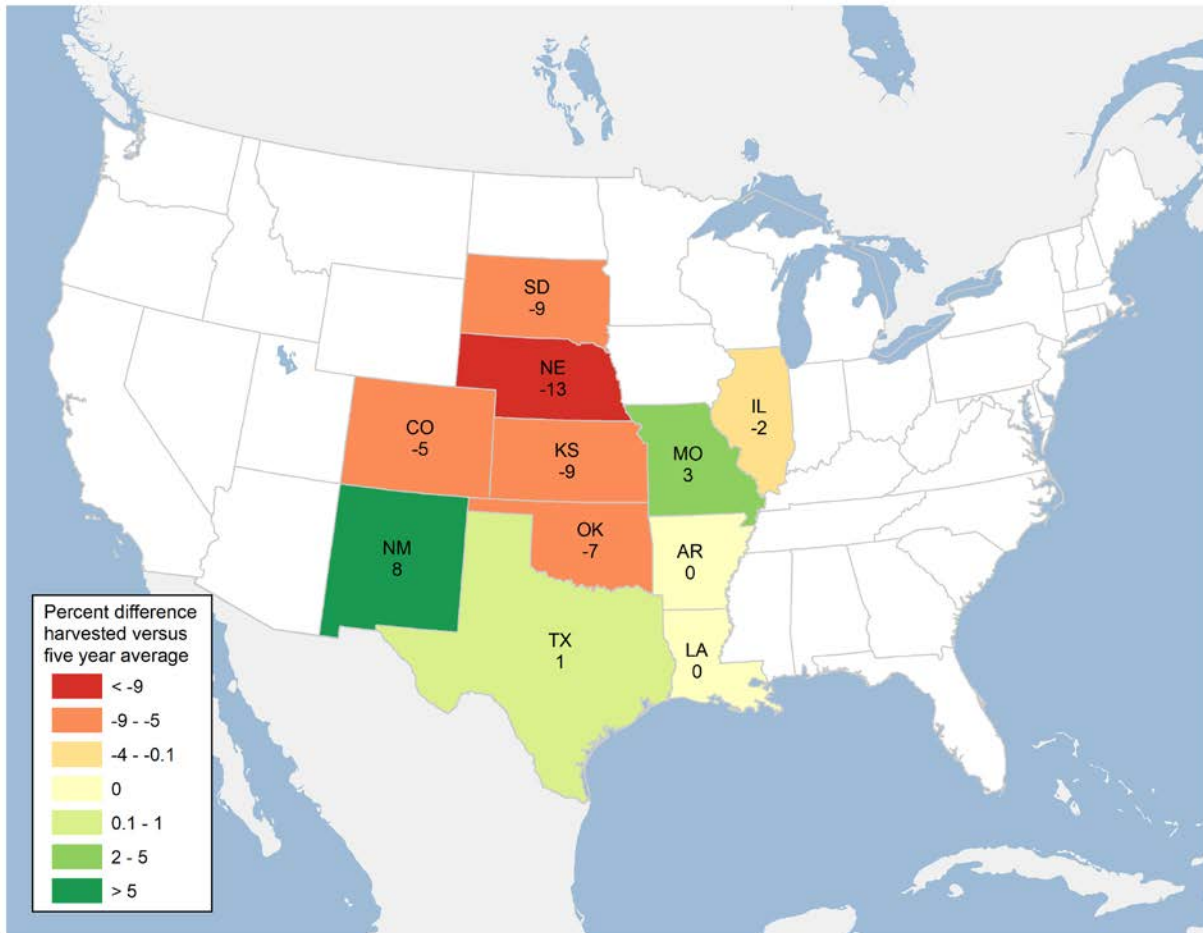 SD
-9
NE
-13
IL
-2
CO
-5
KS
-9
MO
3
NM
8
OK
-7
AR
0
TX
1
LA
0
Percent difference
harvested versus
five year average
< -9
-9 - -5
-4 - -0.1
0
0.1 - 1
2 - 5
> 5